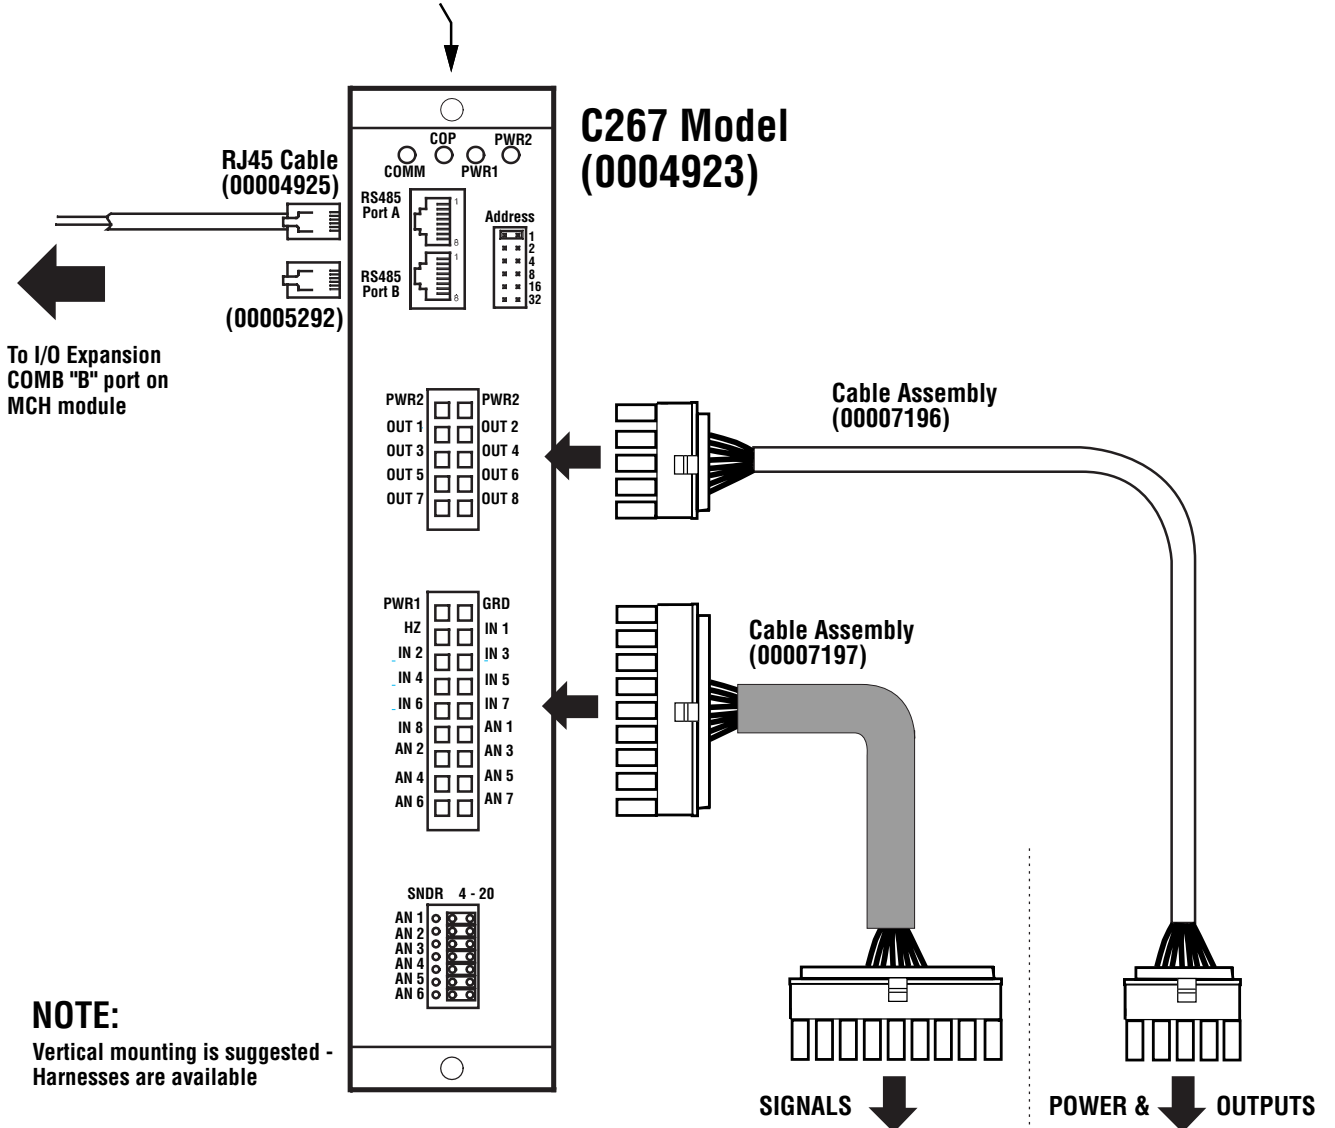 C267 Model
(0004923)
COP
PWR2
COMM
PWR1
RJ45 Cable
(00004925)
RS485
Port A
1
8
Address
1
2
4
8
16
32
RS485
Port B
1
8
(00005292)
To I/O Expansion
COMB "B" port on
MCH module
PWR2
PWR2
OUT 1
OUT 2
OUT 3
OUT 4
OUT 5
OUT 6
OUT 7
OUT 8
Cable Assembly
(00007196)
PWR1
GRD
HZ
IN 1
IN 2
IN 3
IN 4
IN 5
IN 6
IN 7
IN 8
AN 1
AN 2
AN 3
AN 4
AN 5
AN 6
AN 7
Cable Assembly
(00007197)
SNDR 4 - 20
AN 1
AN 2
AN 3
AN 4
AN 5
AN 6
NOTE:
Vertical mounting is suggested -
Harnesses are available
SIGNALS
POWER & OUTPUTS